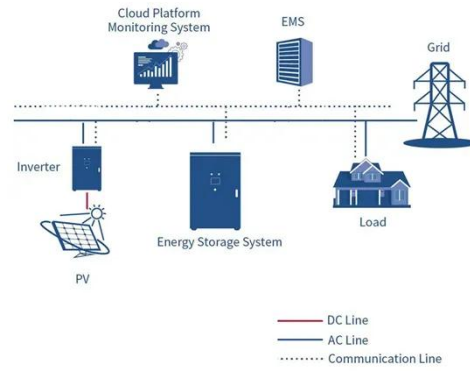 Cloud Platform
Monitoring System
EMS
Grid
Inverter
PV
Energy Storage System
Load
DC Line
AC Line
Communication Line